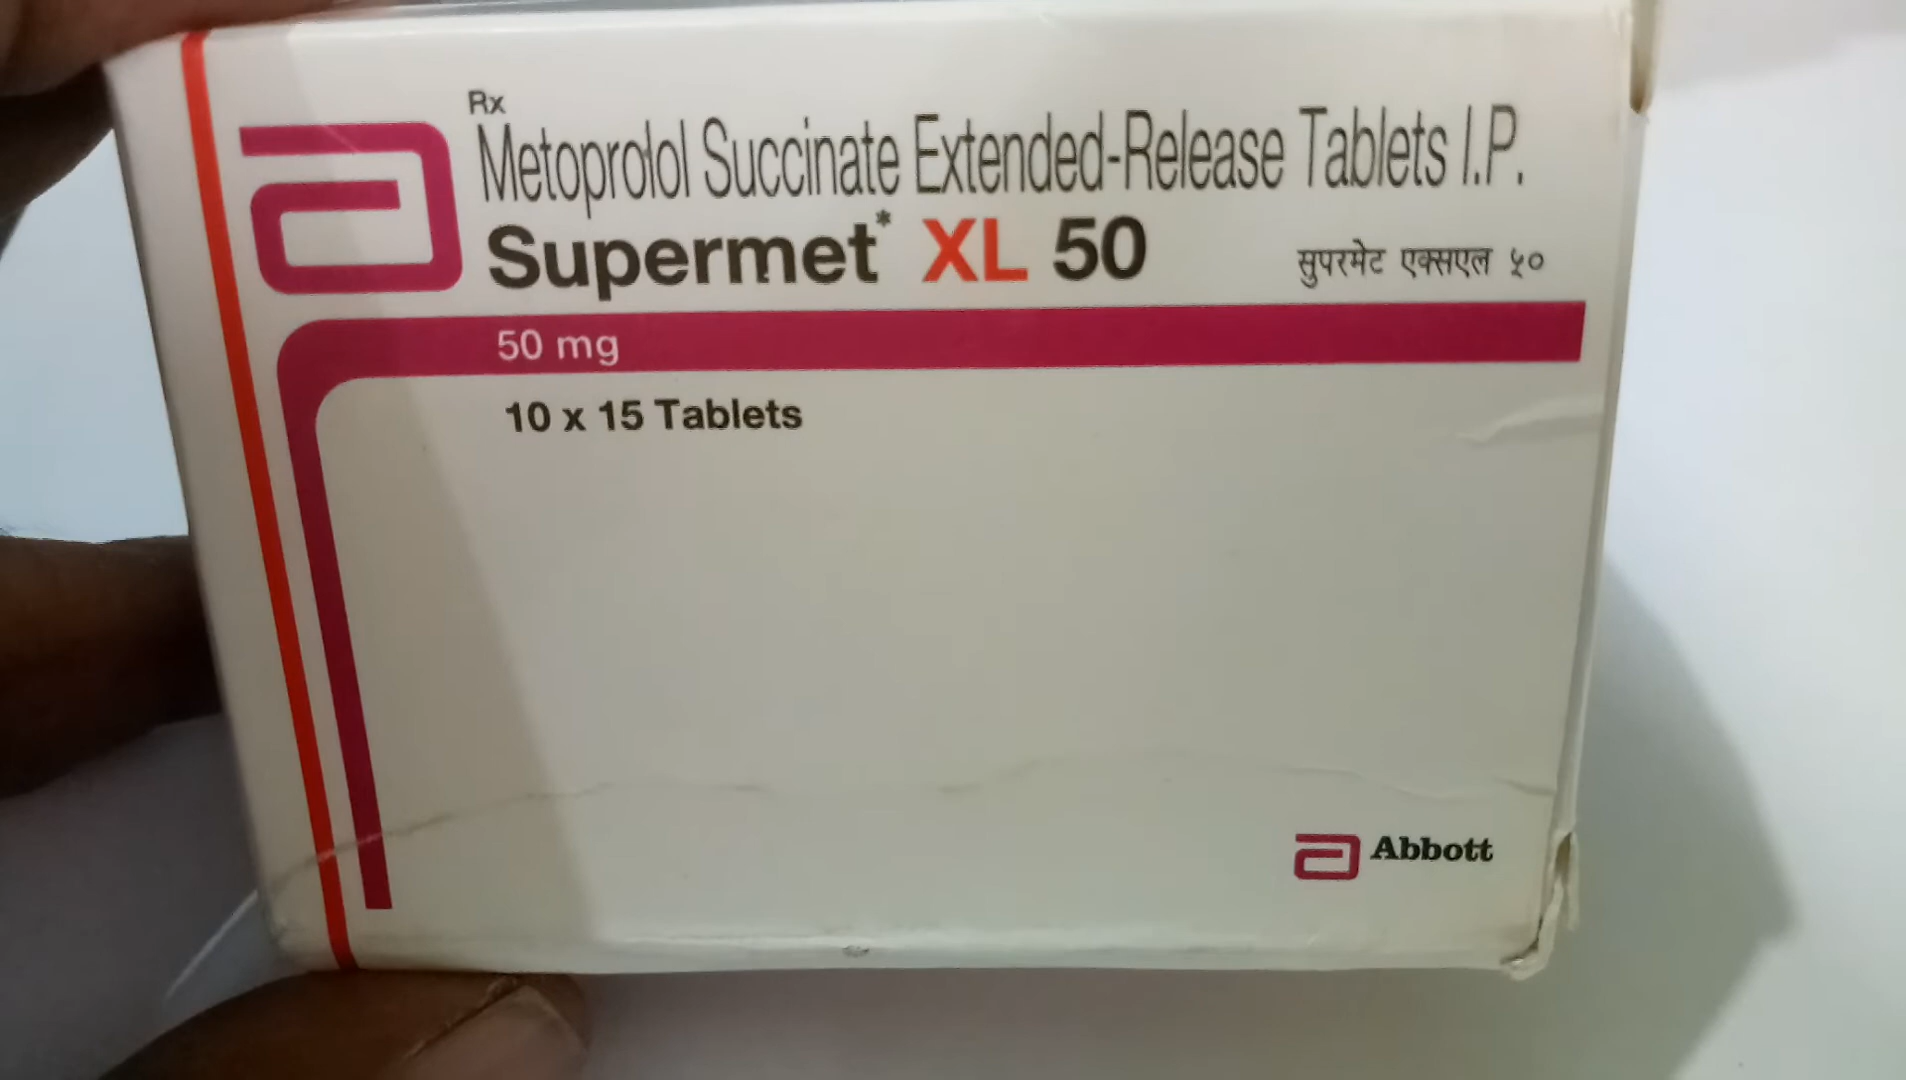 Rx
Metoprolol Succinate Extended-Release Tablets I.P.
Supermet* XL 50
सुपरमेट एक्सएल ५०
50 mg
10 x 15 Tablets
Abbott